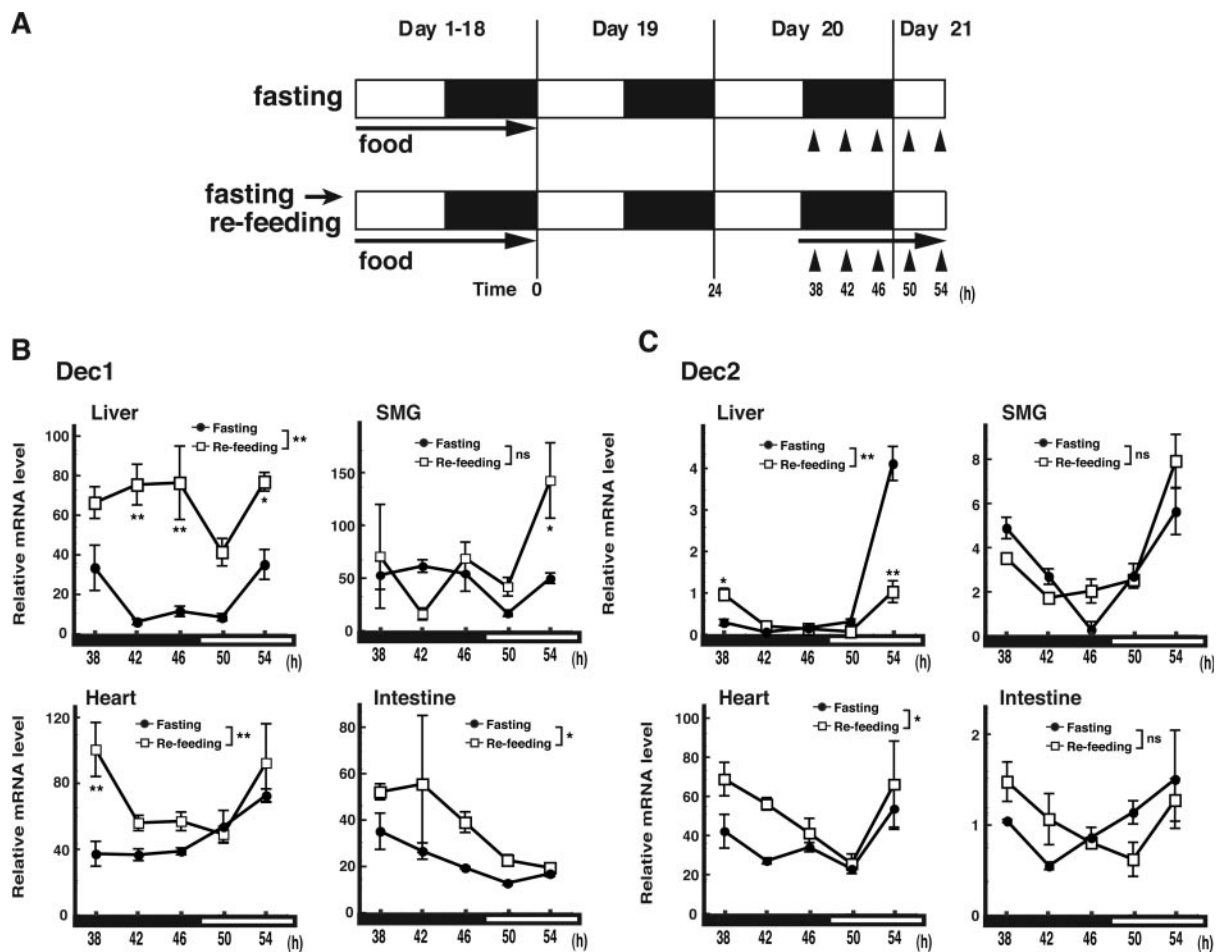 A
Day 1-18 Day 19 Day 20 Day 21
fasting
food
fasting
re-feeding
food
Time 0 24 38 42 46 50 54 (h)
B
Dec1
Liver
Fasting
Re-feeding
**
Relative mRNA level
100
80
60
40
20
0
** ** *
38 42 46 50 54 (h)
SMG
Fasting
Re-feeding
ns
150
100
50
0
*
38 42 46 50 54 (h)
Heart
Fasting
Re-feeding
**
Relative mRNA level
120
80
40
0
**
38 42 46 50 54 (h)
Intestine
Fasting
Re-feeding
*
80
60
40
20
0
38 42 46 50 54 (h)
C
Dec2
Liver
Fasting
Re-feeding
**
Relative mRNA level
4
3
2
1
0
* **
38 42 46 50 54 (h)
SMG
Fasting
Re-feeding
ns
8
6
4
2
0
38 42 46 50 54 (h)
Heart
Fasting
Re-feeding
*
Relative mRNA level
100
80
60
40
20
0
38 42 46 50 54 (h)
Intestine
Fasting
Re-feeding
ns
2
1
0
38 42 46 50 54 (h)